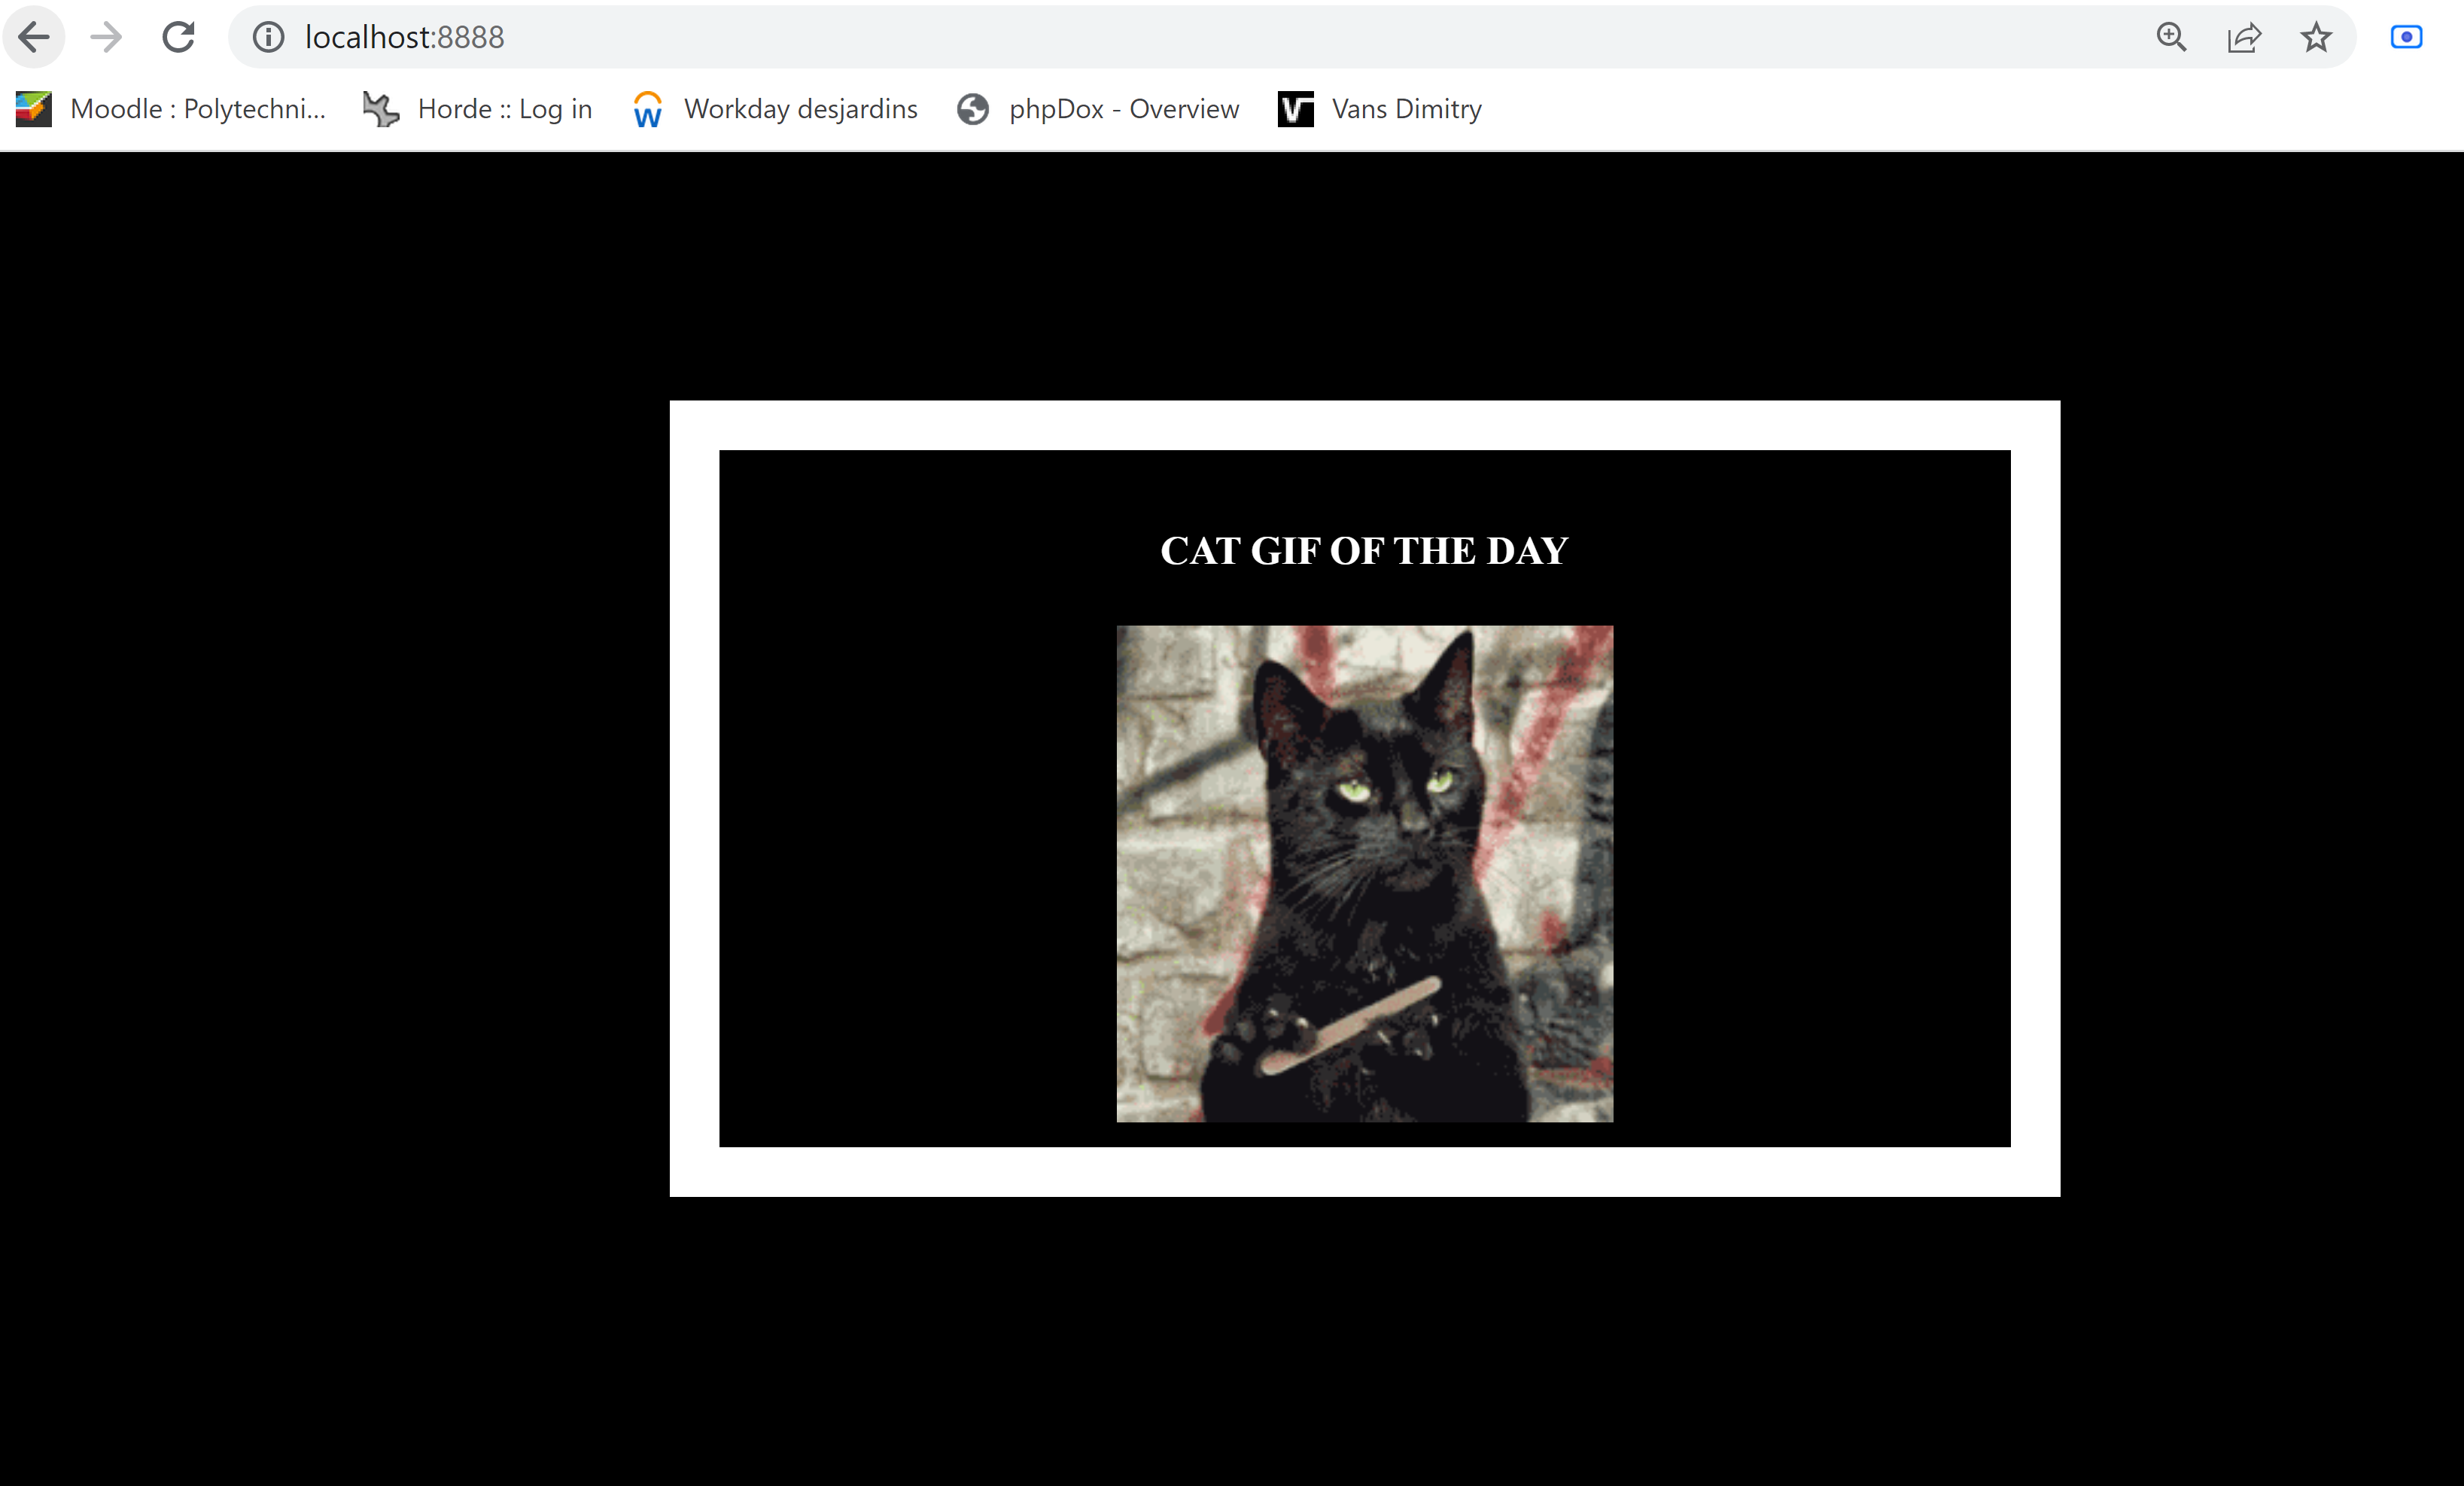 localhost:8888
Moodle : Polytechni... Horde :: Log in Workday desjardins phpDox - Overview Vans Dimitry
CAT GIF OF THE DAY